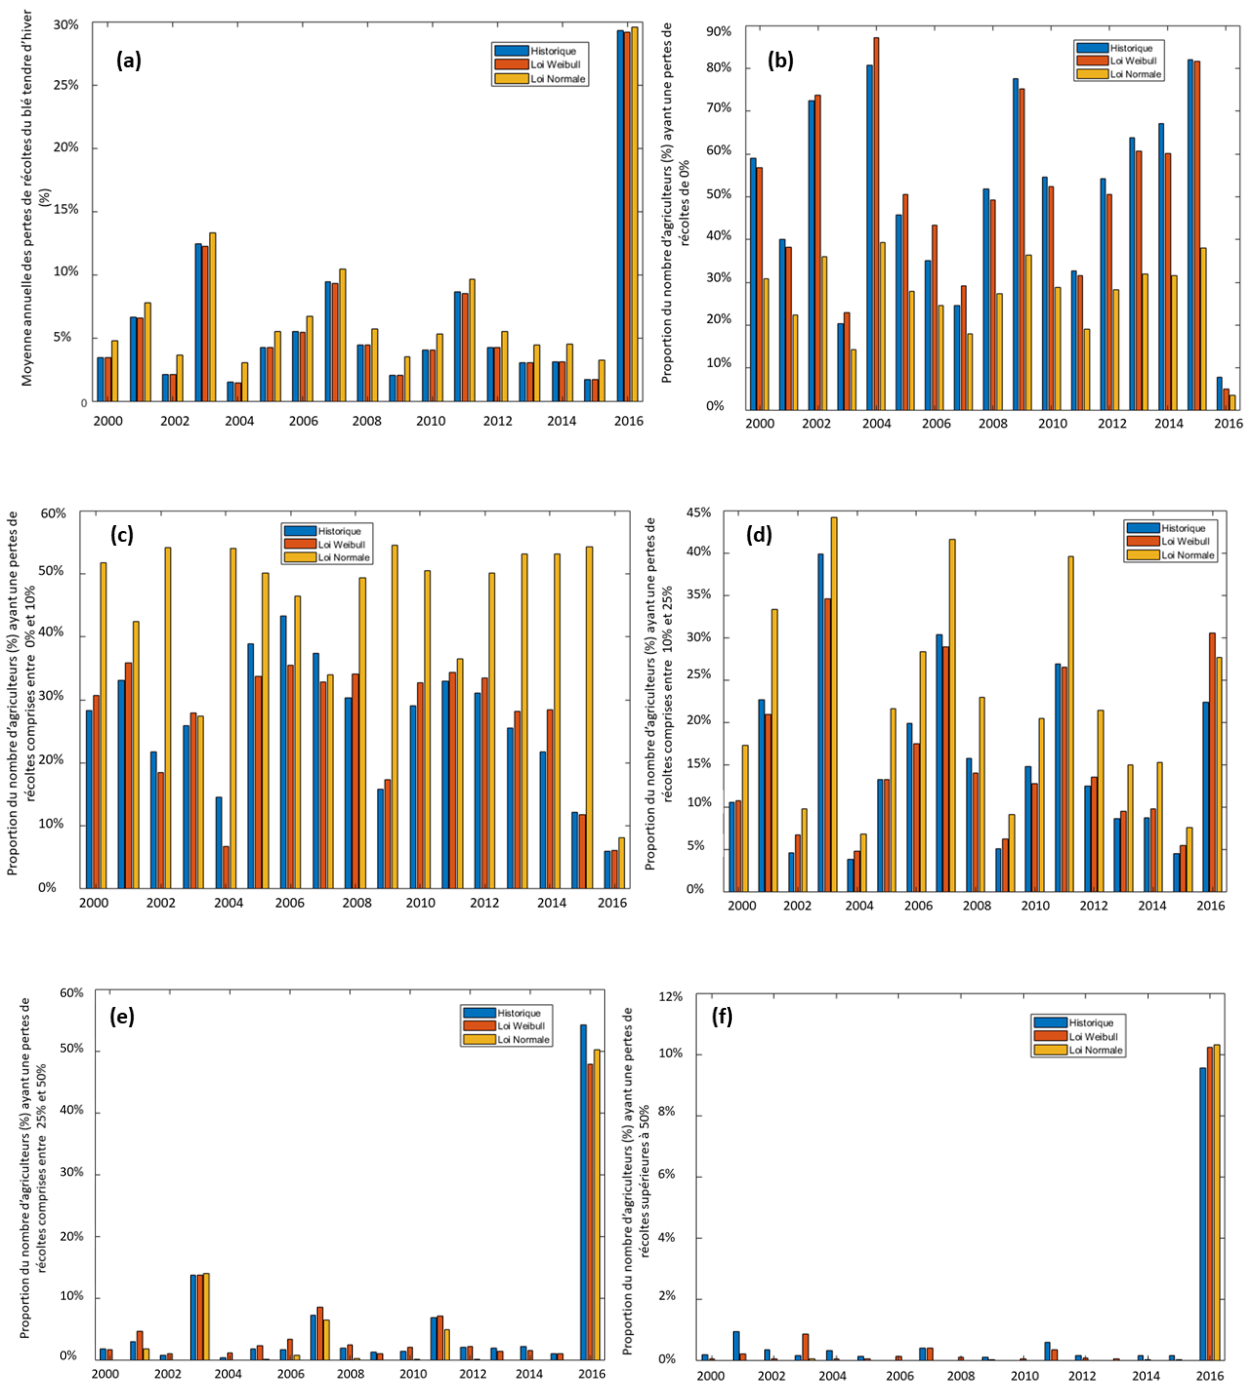 Moyenne annuelle des pertes de récoltes du blé tendre d'hiver
(%)
(a)
30%
25%
20%
15%
10%
5%
0
Historique
Loi Weibull
Loi Normale
2000 2002 2004 2006 2008 2010 2012 2014 2016
Proportion du nombre d'agriculteurs (%) ayant une pertes de
récoltes de 0%
(b)
90%
80%
70%
60%
50%
40%
30%
20%
10%
0%
Historique
Loi Weibull
Loi Normale
2000 2002 2004 2006 2008 2010 2012 2014 2016
Proportion du nombre d'agriculteurs (%) ayant une pertes de
récoltes comprises entre 0% et 10%
(c)
60%
50%
40%
30%
20%
10%
0%
Historique
Loi Weibull
Loi Normale
2000 2002 2004 2006 2008 2010 2012 2014 2016
Proportion du nombre d'agriculteurs (%) ayant une pertes de
récoltes comprises entre 10% et 25%
(d)
45%
40%
35%
30%
25%
20%
15%
10%
5%
0%
Historique
Loi Weibull
Loi Normale
2000 2002 2004 2006 2008 2010 2012 2014 2016
Proportion du nombre d'agriculteurs (%) ayant une pertes de
récoltes comprises entre 25% et 50%
(e)
60%
50%
40%
30%
20%
10%
0%
Historique
Loi Weibull
Loi Normale
2000 2002 2004 2006 2008 2010 2012 2014 2016
Proportion du nombre d'agriculteurs (%) ayant une pertes de
récoltes supérieures à 50%
(f)
12%
10%
8%
6%
4%
2%
0%
Historique
Loi Weibull
Loi Normale
2000 2002 2004 2006 2008 2010 2012 2014 2016